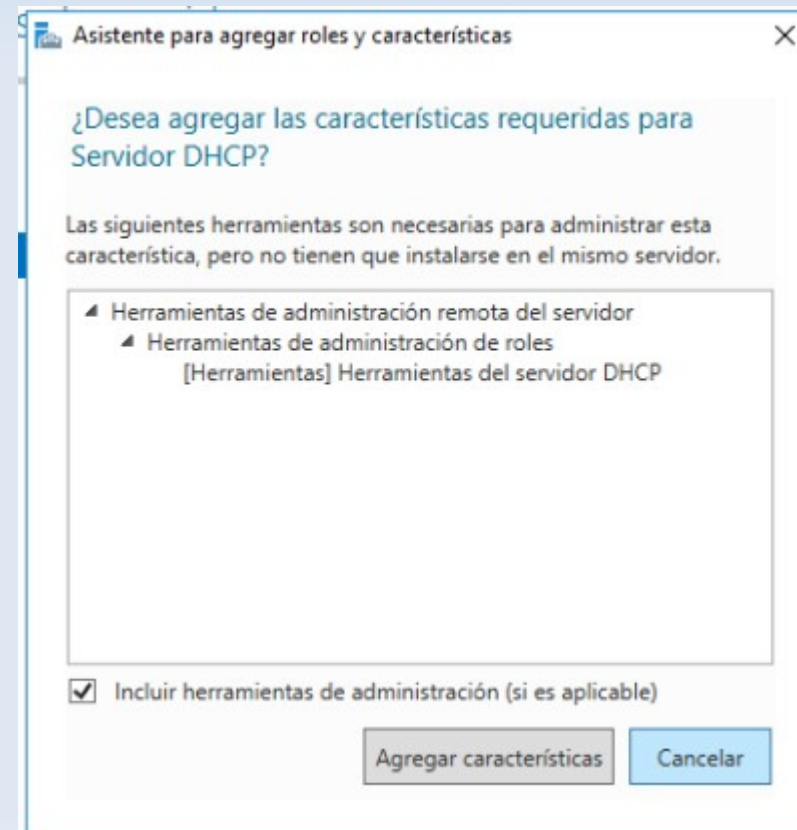 Asistente para agregar roles y características
¿Desea agregar las características requeridas para
Servidor DHCP?
Las siguientes herramientas son necesarias para administrar esta
característica, pero no tienen que instalarse en el mismo servidor.
Herramientas de administración remota del servidor
Herramientas de administración de roles
[Herramientas] Herramientas del servidor DHCP
Incluir herramientas de administración (si es aplicable)
Agregar características
Cancelar